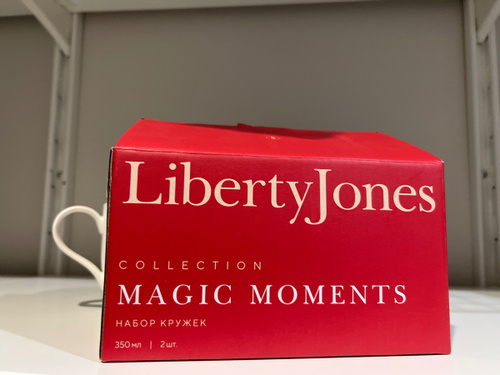 LibertyJones
COLLECTION
MAGIC MOMENTS
НАБОР КРУЖЕК
350 мл | 2 шт.